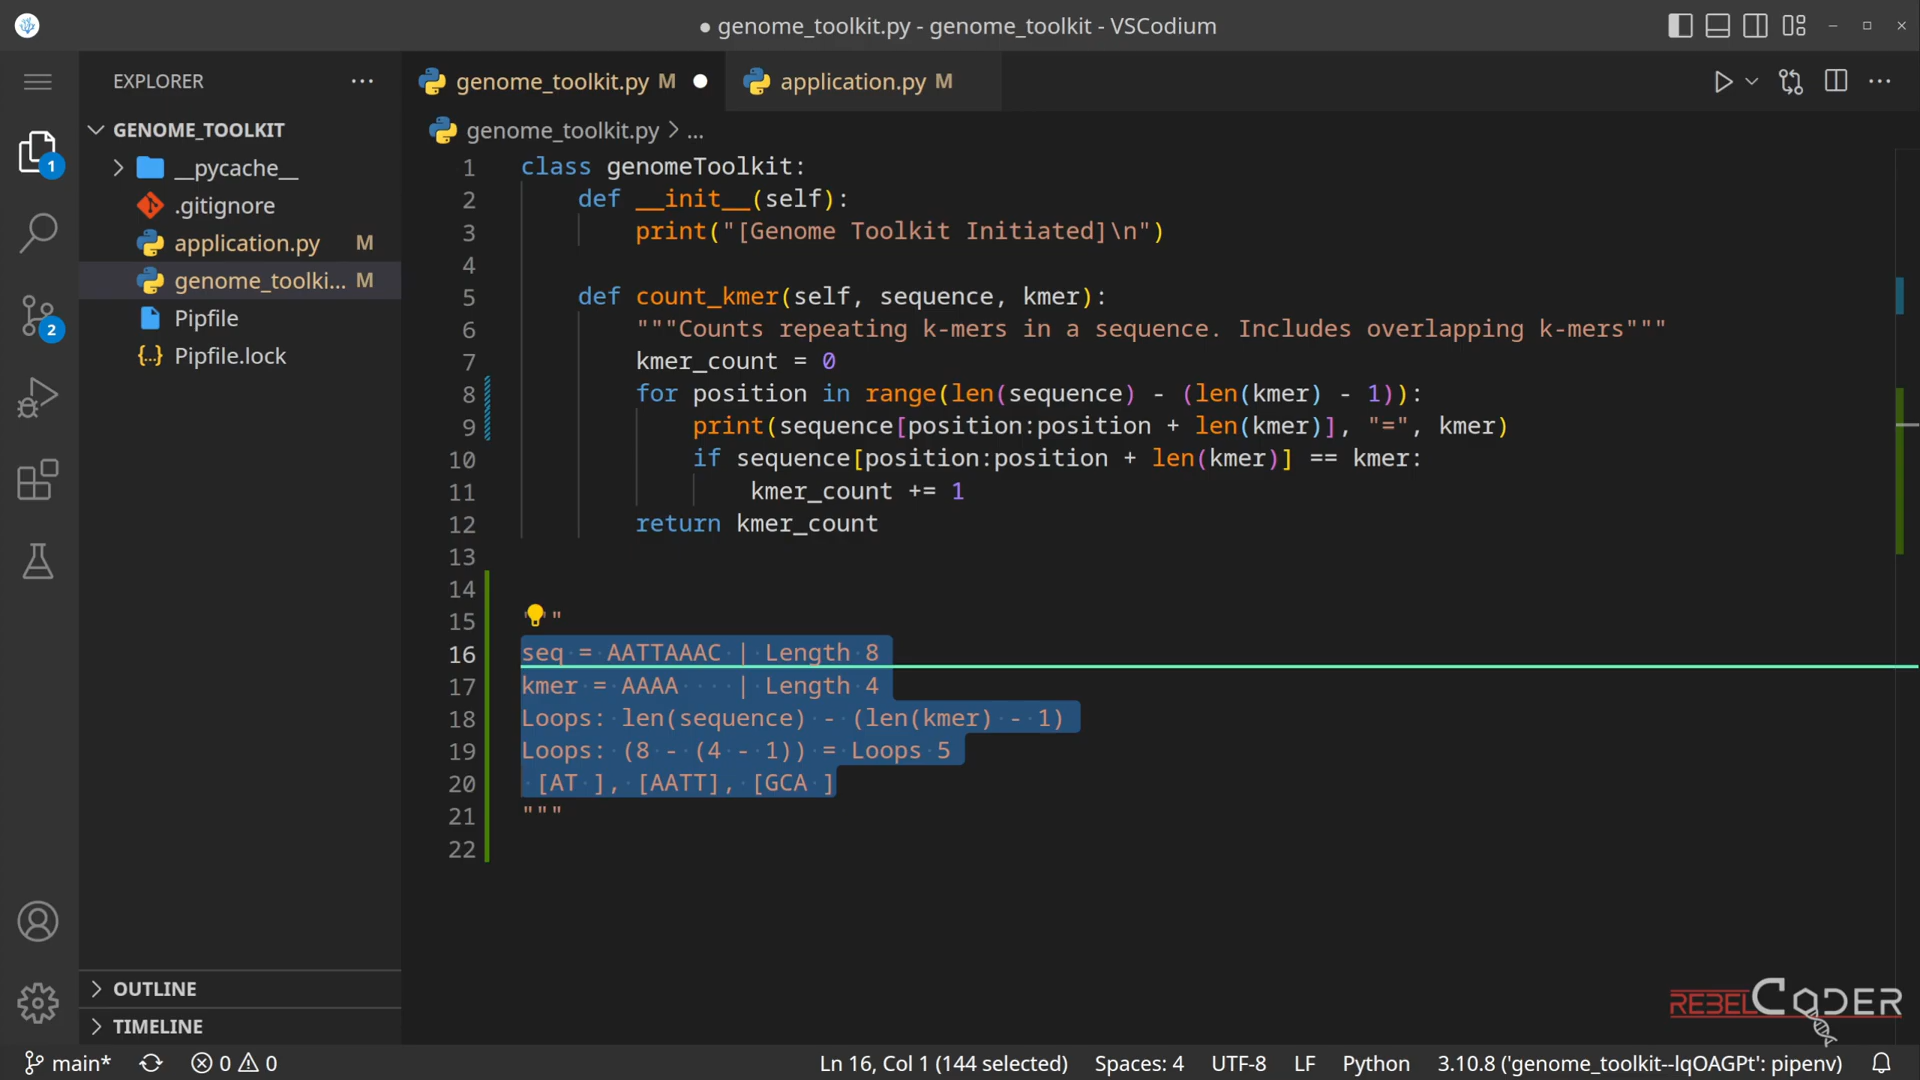 genome_toolkit.py - genome_toolkit - VSCodium
EXPLORER
GENOME_TOOLKIT
__pycache__
.gitignore
application.py M
genome_toolki... M
Pipfile
Pipfile.lock
OUTLINE
TIMELINE
1
2
genome_toolkit.py M
application.py M
genome_toolkit.py > ...
1 class genomeToolkit:
2 def __init__(self):
3 print("[Genome Toolkit Initiated]\n")
4
5 def count_kmer(self, sequence, kmer):
6 """Counts repeating k-mers in a sequence. Includes overlapping k-mers"""
7 kmer_count = 0
8 for position in range(len(sequence) - (len(kmer) - 1)):
9 print(sequence[position:position + len(kmer)], "=", kmer)
10 if sequence[position:position + len(kmer)] == kmer:
11 kmer_count += 1
12 return kmer_count
13
14
15 """
16 seq = AATTAAAC | Length 8
17 kmer = AAAA | Length 4
18 Loops: len(sequence) - (len(kmer) - 1)
19 Loops: (8 - (4 - 1)) = Loops 5
20 [AT ], [AATT], [GCA ]
21 """
22
REBELCODER
main* 0 0 Ln 16, Col 1 (144 selected) Spaces: 4 UTF-8 LF Python 3.10.8 ('genome_toolkit--lqOAGPt': pipenv)